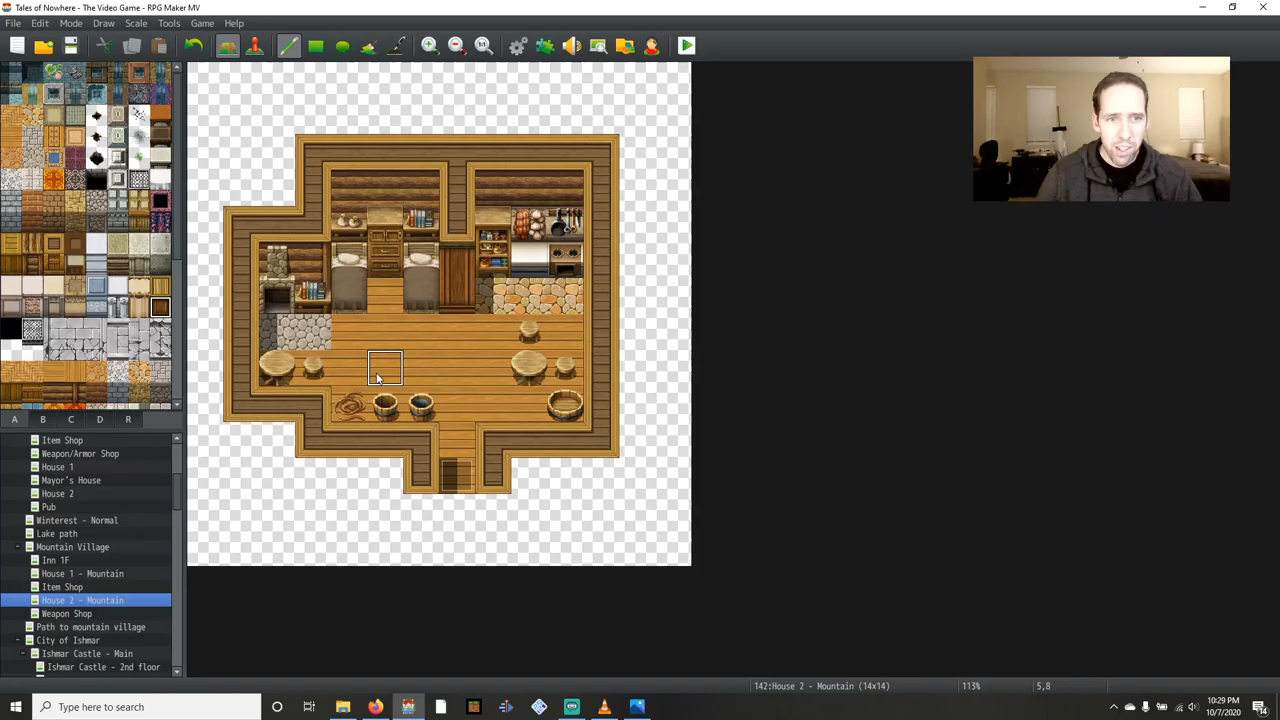 Tales of Nowhere - The Video Game - RPG Maker MV
File Edit Mode Draw Scale Tools Game Help
A B C D R
Item Shop
Weapon/Armor Shop
House 1
Mayor's House
House 2
Pub
Winterest - Normal
Lake path
Mountain Village
Inn 1F
House 1 - Mountain
Item Shop
House 2 - Mountain
Weapon Shop
Path to mountain village
City of Ishmar
Ishmar Castle - Main
Ishmar Castle - 2nd floor
142:House 2 - Mountain (14x14) 113% 5,8
Type here to search
10:29 PM
10/7/2020